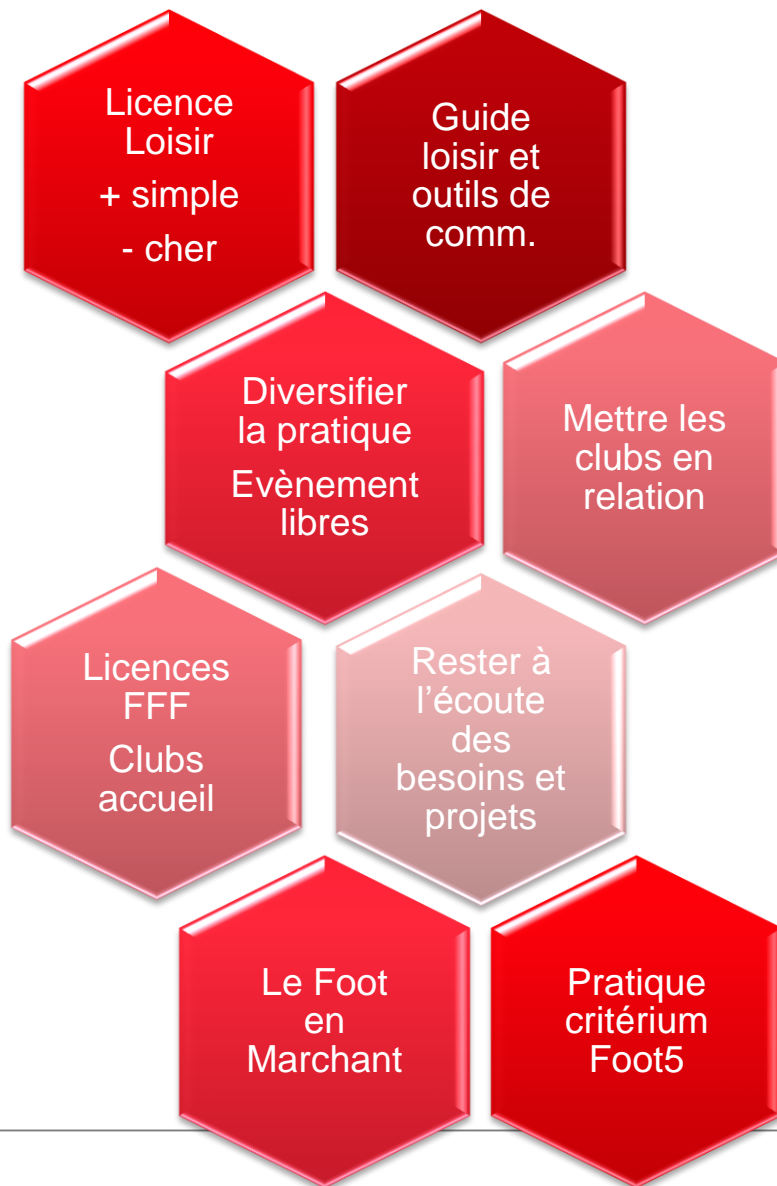 Licence
Loisir
+ simple
- cher
Guide
loisir et
outils de
comm.
Diversifier
la pratique
Evènement
libres
Mettre les
clubs en
relation
Licences
FFF
Clubs
accueil
Rester à
l’écoute
des
besoins et
projets
Le Foot
en
Marchant
Pratique
critérium
Foot5